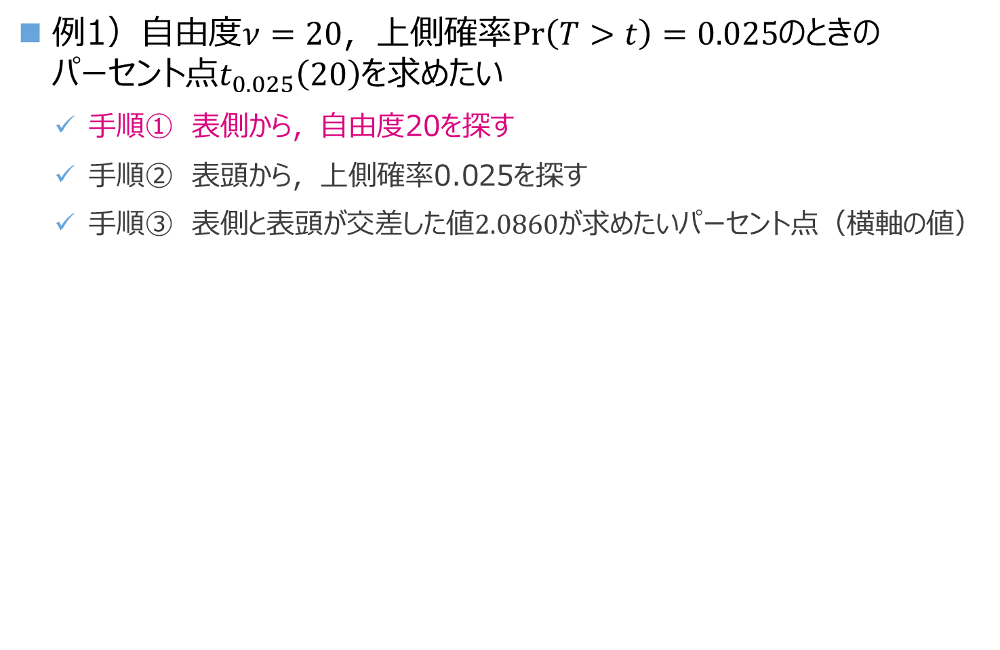 例1）自由度ν = 20，上側確率Pr(T > t) = 0.025のときの
パーセント点t₀.₀₂₅(20)を求めたい
手順①　表側から，自由度20を探す
手順②　表頭から，上側確率0.025を探す
手順③　表側と表頭が交差した値2.0860が求めたいパーセント点（横軸の値）